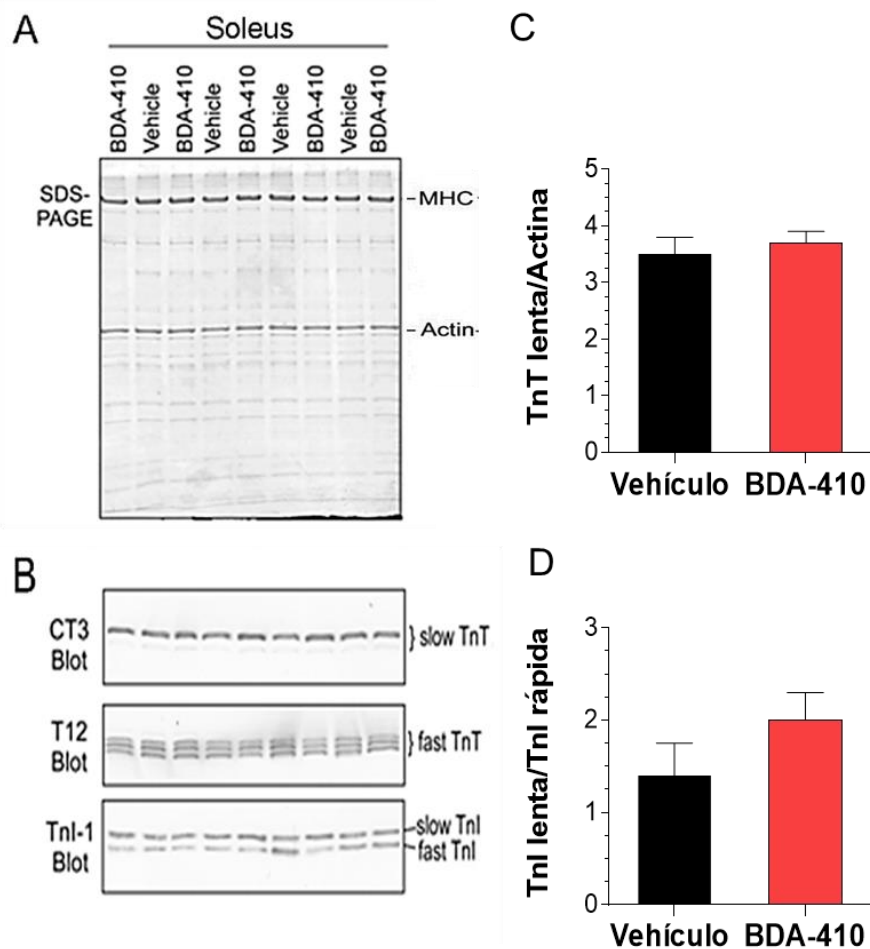 A
Soleus
BDA-410
Vehicle
BDA-410
Vehicle
BDA-410
Vehicle
BDA-410
Vehicle
BDA-410
SDS-
PAGE
MHC
Actin
B
CT3
Blot
slow TnT
T12
Blot
fast TnT
TnI-1
Blot
slow TnI
fast TnI
C
TnT lenta/Actina
5
4
3
2
1
0
Vehículo BDA-410
D
TnI lenta/TnI rápida
3
2
1
0
Vehículo BDA-410